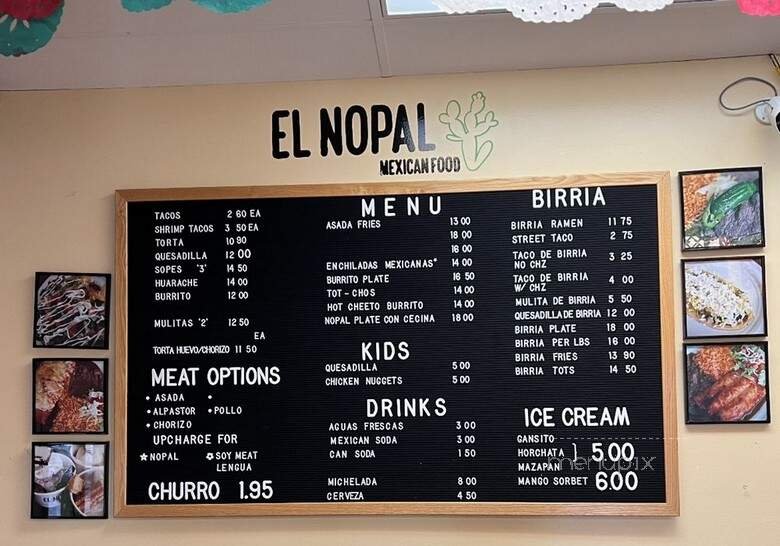 EL NOPAL
MEXICAN FOOD
TACOS 2 60 EA
SHRIMP TACOS 3 50 EA
TORTA 10 90
QUESADILLA 12 00
SOPES '3' 14 50
HUARACHE 14 00
BURRITO 12 00
MULITAS '2' 12 50
EA
TORTA HUEVO/CHORIZO 11 50
MEAT OPTIONS
• ASADA •
• ALPASTOR • POLLO
• CHORIZO
UPCHARGE FOR
★ NOPAL ✪ SOY MEAT
LENGUA
CHURRO 1.95
MENU
ASADA FRIES 13 00
18 00
16 00
ENCHILADAS MEXICANAS* 14 00
BURRITO PLATE 16 50
TOT-CHOS 14 00
HOT CHEETO BURRITO 14 00
NOPAL PLATE CON CECINA 18 00
KIDS
QUESADILLA 5 00
CHICKEN NUGGETS 5 00
DRINKS
AGUAS FRESCAS 3 00
MEXICAN SODA 3 00
CAN SODA 1 50
MICHELADA 8 00
CERVEZA 4 50
BIRRIA
BIRRIA RAMEN 11 75
STREET TACO 2 75
TACO DE BIRRIA 3 25
NO CHZ
TACO DE BIRRIA
W/ CHZ 4 00
MULITA DE BIRRIA 5 50
QUESADILLA DE BIRRIA 12 00
BIRRIA PLATE 18 00
BIRRIA PER LBS 16 00
BIRRIA FRIES 13 90
BIRRIA TOTS 14 50
ICE CREAM
GANSITO
HORCHATA 5.00
MAZAPAN
MANGO SORBET 6.00
menupix